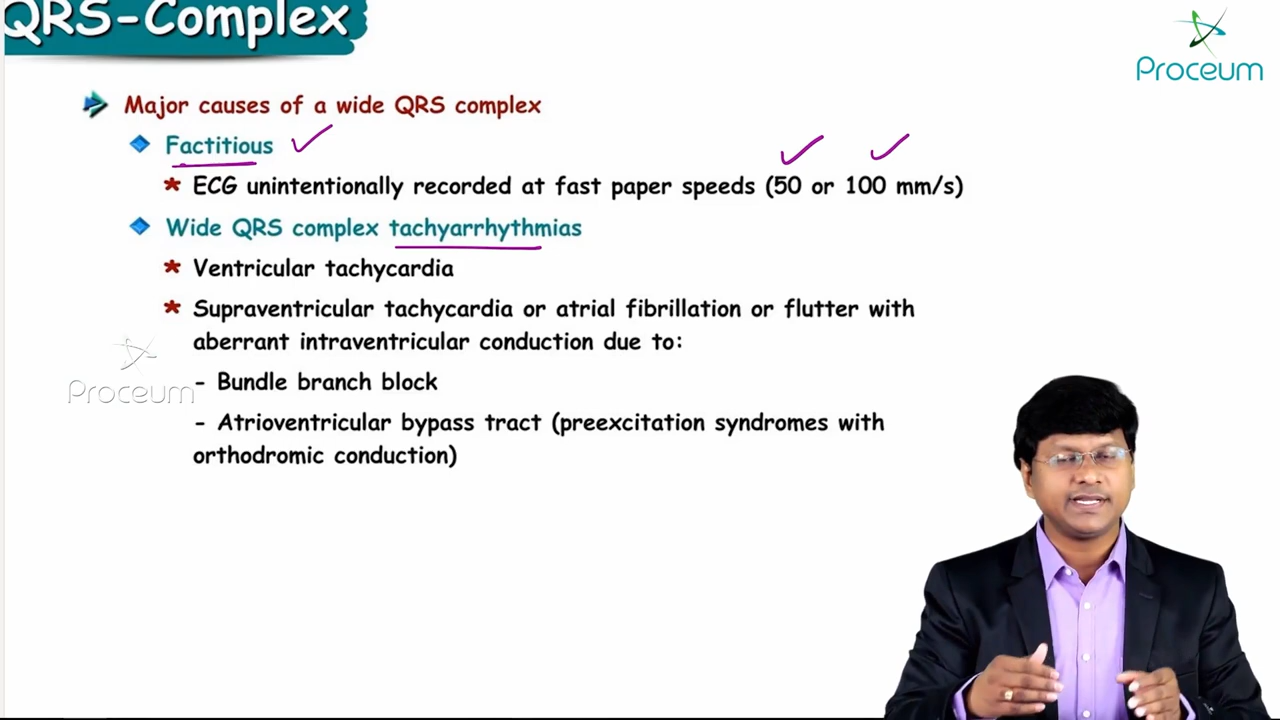 QRS-Complex
Proceum
Major causes of a wide QRS complex
Factitious
* ECG unintentionally recorded at fast paper speeds (50 or 100 mm/s)
Wide QRS complex tachyarrhythmias
* Ventricular tachycardia
* Supraventricular tachycardia or atrial fibrillation or flutter with
aberrant intraventricular conduction due to:
Proceum
- Bundle branch block
- Atrioventricular bypass tract (preexcitation syndromes with
orthodromic conduction)